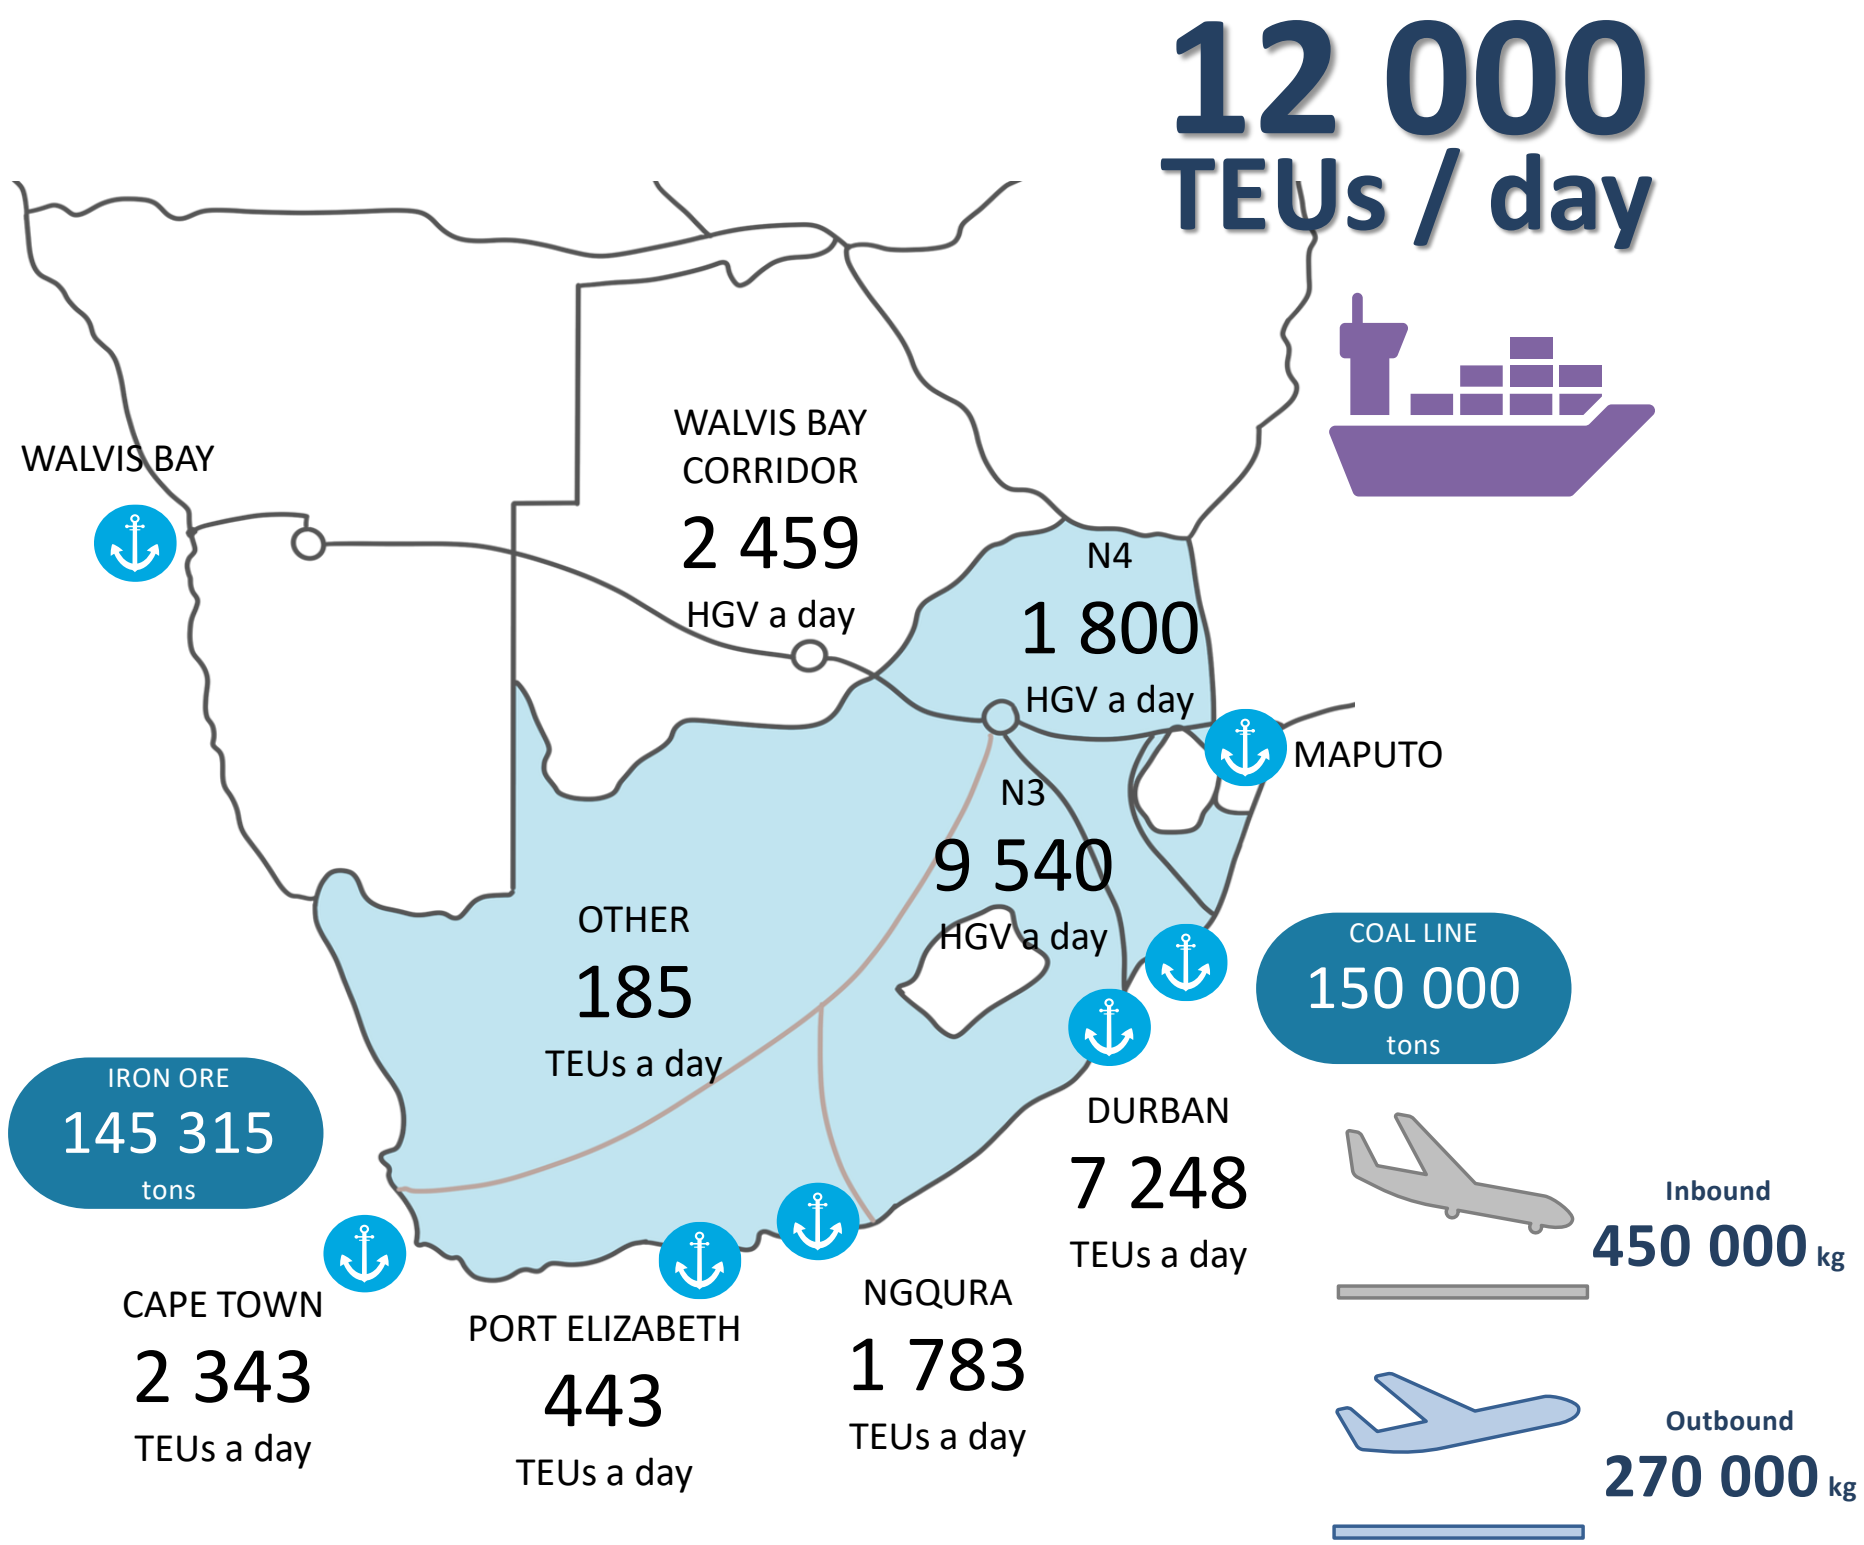 12 000
TEUs / day
WALVIS BAY
WALVIS BAY
CORRIDOR
2 459
HGV a day
N4
1 800
HGV a day
MAPUTO
N3
9 540
HGV a day
OTHER
185
TEUs a day
COAL LINE
150 000
tons
IRON ORE
145 315
tons
DURBAN
7 248
TEUs a day
CAPE TOWN
2 343
TEUs a day
PORT ELIZABETH
443
TEUs a day
NGQURA
1 783
TEUs a day
Inbound
450 000 kg
Outbound
270 000 kg